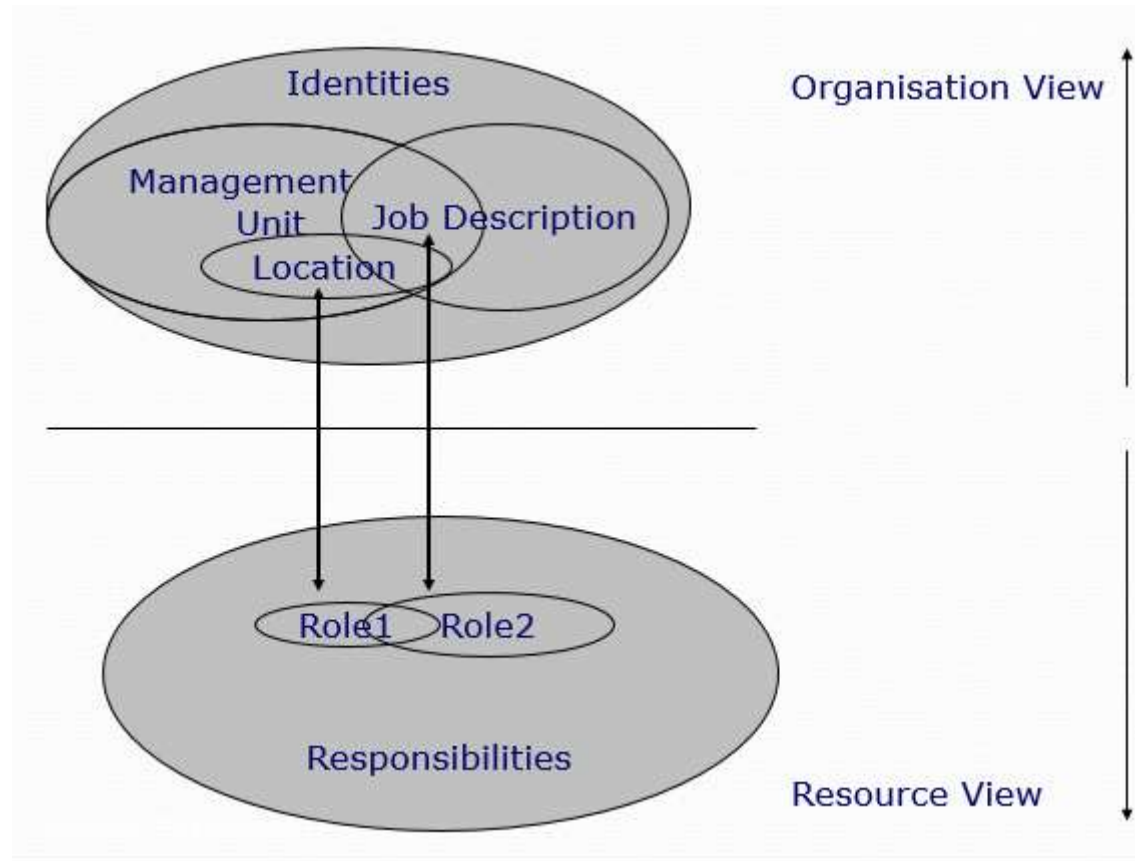 Identities
Organisation View
Management
Unit
Job Description
Location
Role1
Role2
Responsibilities
Resource View